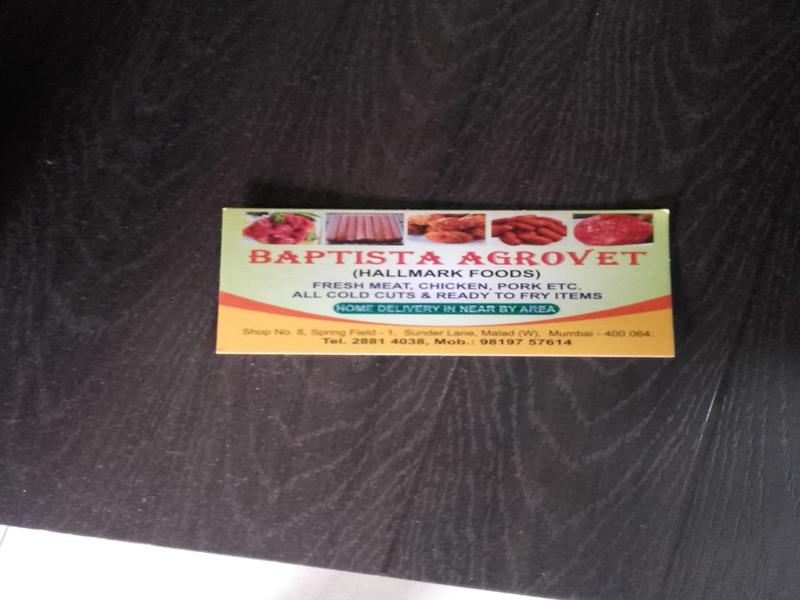 BAPTISTA AGROVET
(HALLMARK FOODS)
FRESH MEAT, CHICKEN, PORK ETC.
ALL COLD CUTS & READY TO FRY ITEMS
HOME DELIVERY IN NEAR BY AREA
Shop No. 8, Spring Field - 1, Sunder Lane, Malad (W), Mumbai - 400 064.
Tel. 2881 4038, Mob.: 98197 57614